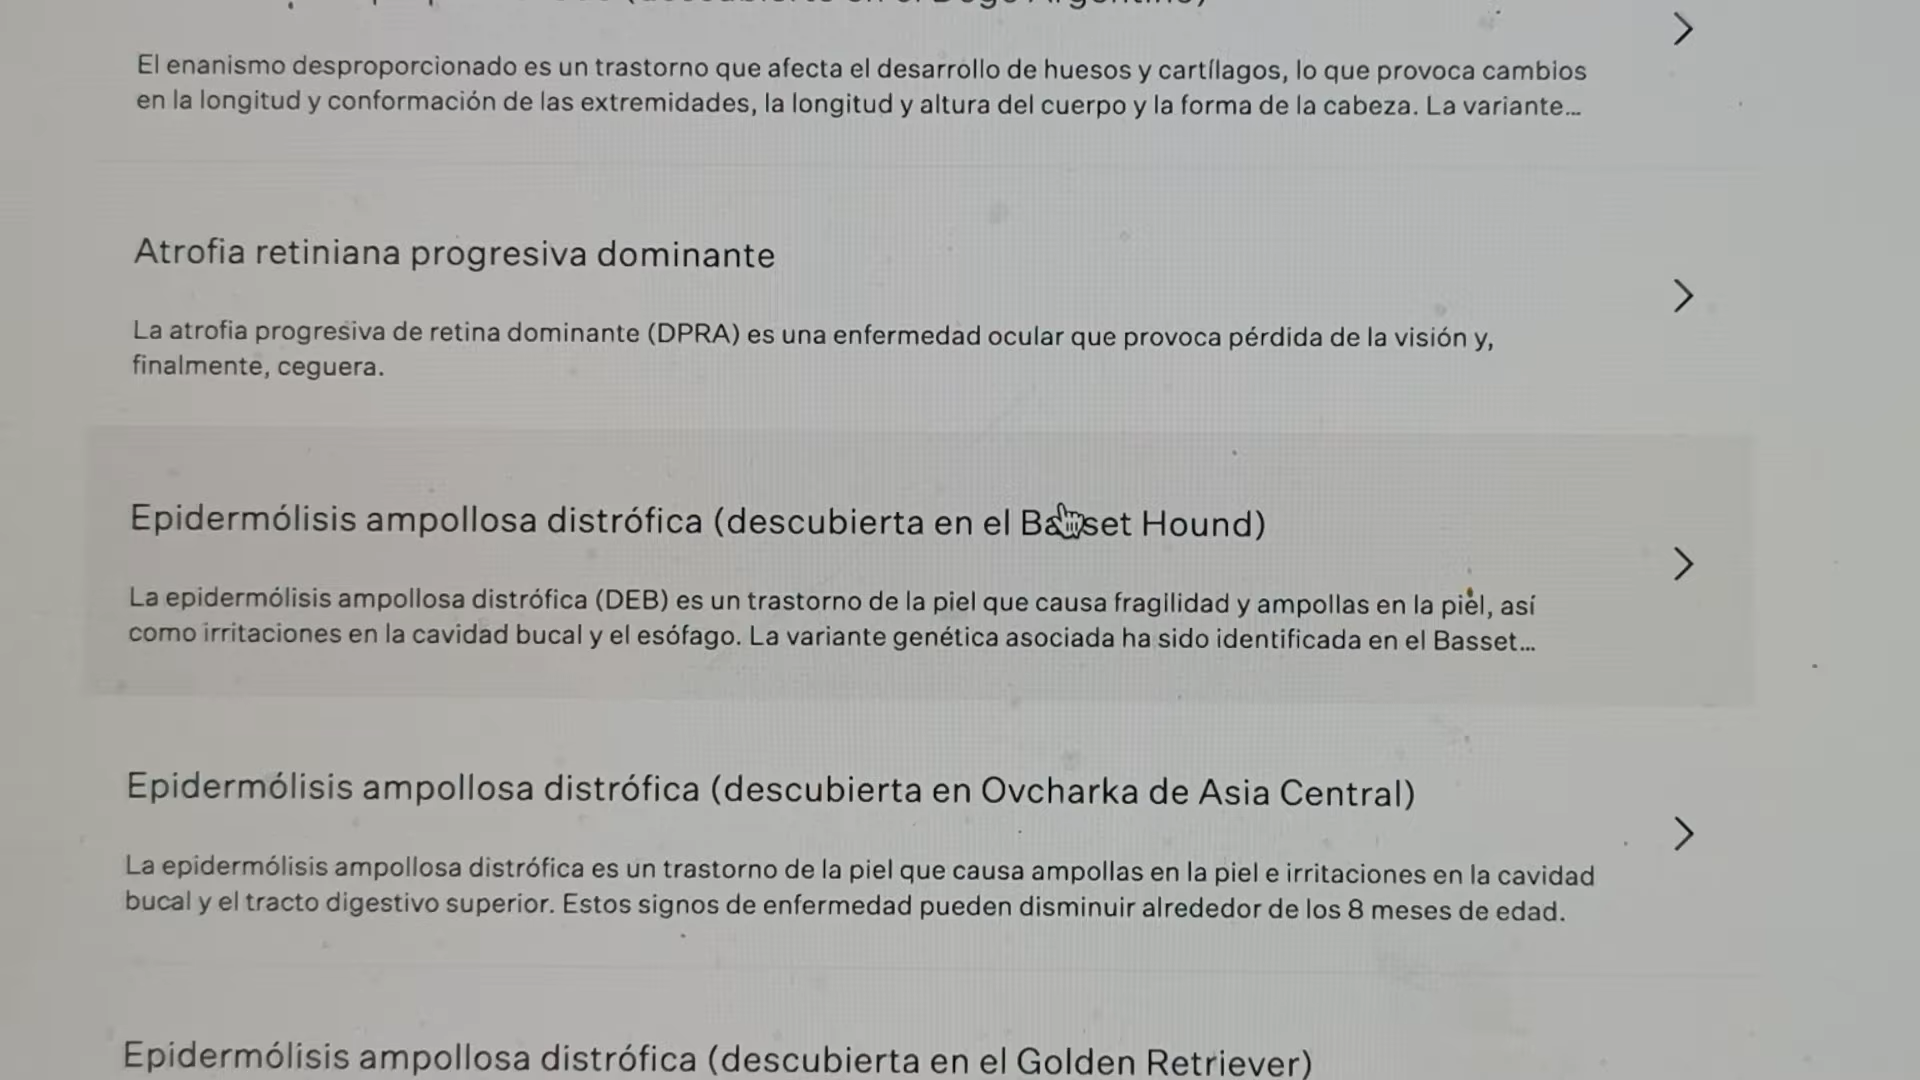 (descubierta en el Dogo Argentino)
El enanismo desproporcionado es un trastorno que afecta el desarrollo de huesos y cartílagos, lo que provoca cambios
en la longitud y conformación de las extremidades, la longitud y altura del cuerpo y la forma de la cabeza. La variante...
Atrofia retiniana progresiva dominante
La atrofia progresiva de retina dominante (DPRA) es una enfermedad ocular que provoca pérdida de la visión y,
finalmente, ceguera.
Epidermólisis ampollosa distrófica (descubierta en el Basset Hound)
La epidermólisis ampollosa distrófica (DEB) es un trastorno de la piel que causa fragilidad y ampollas en la piel, así
como irritaciones en la cavidad bucal y el esófago. La variante genética asociada ha sido identificada en el Basset...
Epidermólisis ampollosa distrófica (descubierta en Ovcharka de Asia Central)
La epidermólisis ampollosa distrófica es un trastorno de la piel que causa ampollas en la piel e irritaciones en la cavidad
bucal y el tracto digestivo superior. Estos signos de enfermedad pueden disminuir alrededor de los 8 meses de edad.
Epidermólisis ampollosa distrófica (descubierta en el Golden Retriever)